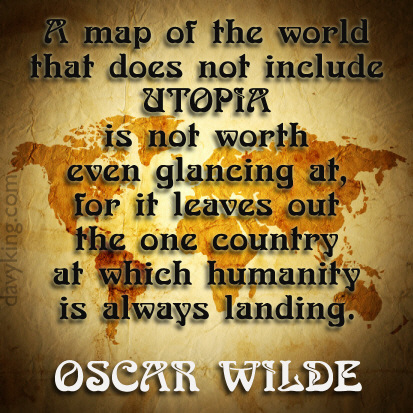 A map of the world
that does not include
UTOPIA
is not worth
even glancing at,
for it leaves out
the one country
at which humanity
is always landing.
OSCAR WILDE
davyking.com